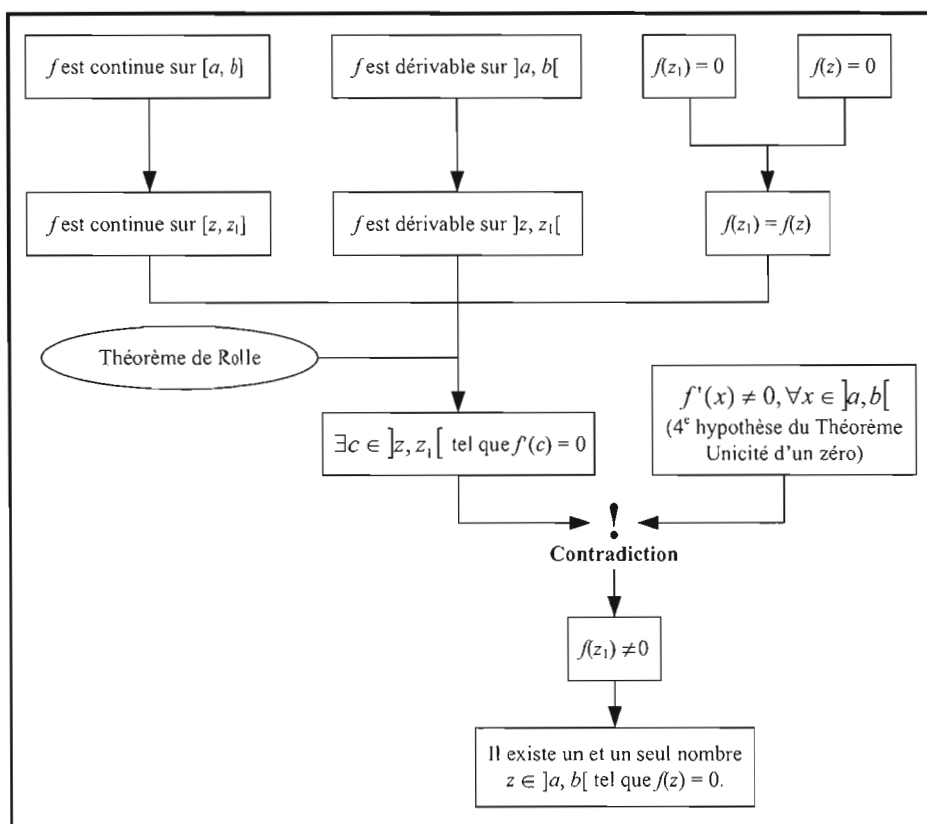 f est continue sur [a, b]
f est dérivable sur ]a, b[
f(z₁) = 0
f(z) = 0
f est continue sur [z, z₁]
f est dérivable sur ]z, z₁[
f(z₁) = f(z)
Théorème de Rolle
f'(x) ≠ 0, ∀x ∈ ]a, b[
(4ᵉ hypothèse du Théorème
Unicité d'un zéro)
∃c ∈ ]z, z₁[ tel que f'(c) = 0
!
Contradiction
f(z₁) ≠ 0
Il existe un et un seul nombre
z ∈ ]a, b[ tel que f(z) = 0.